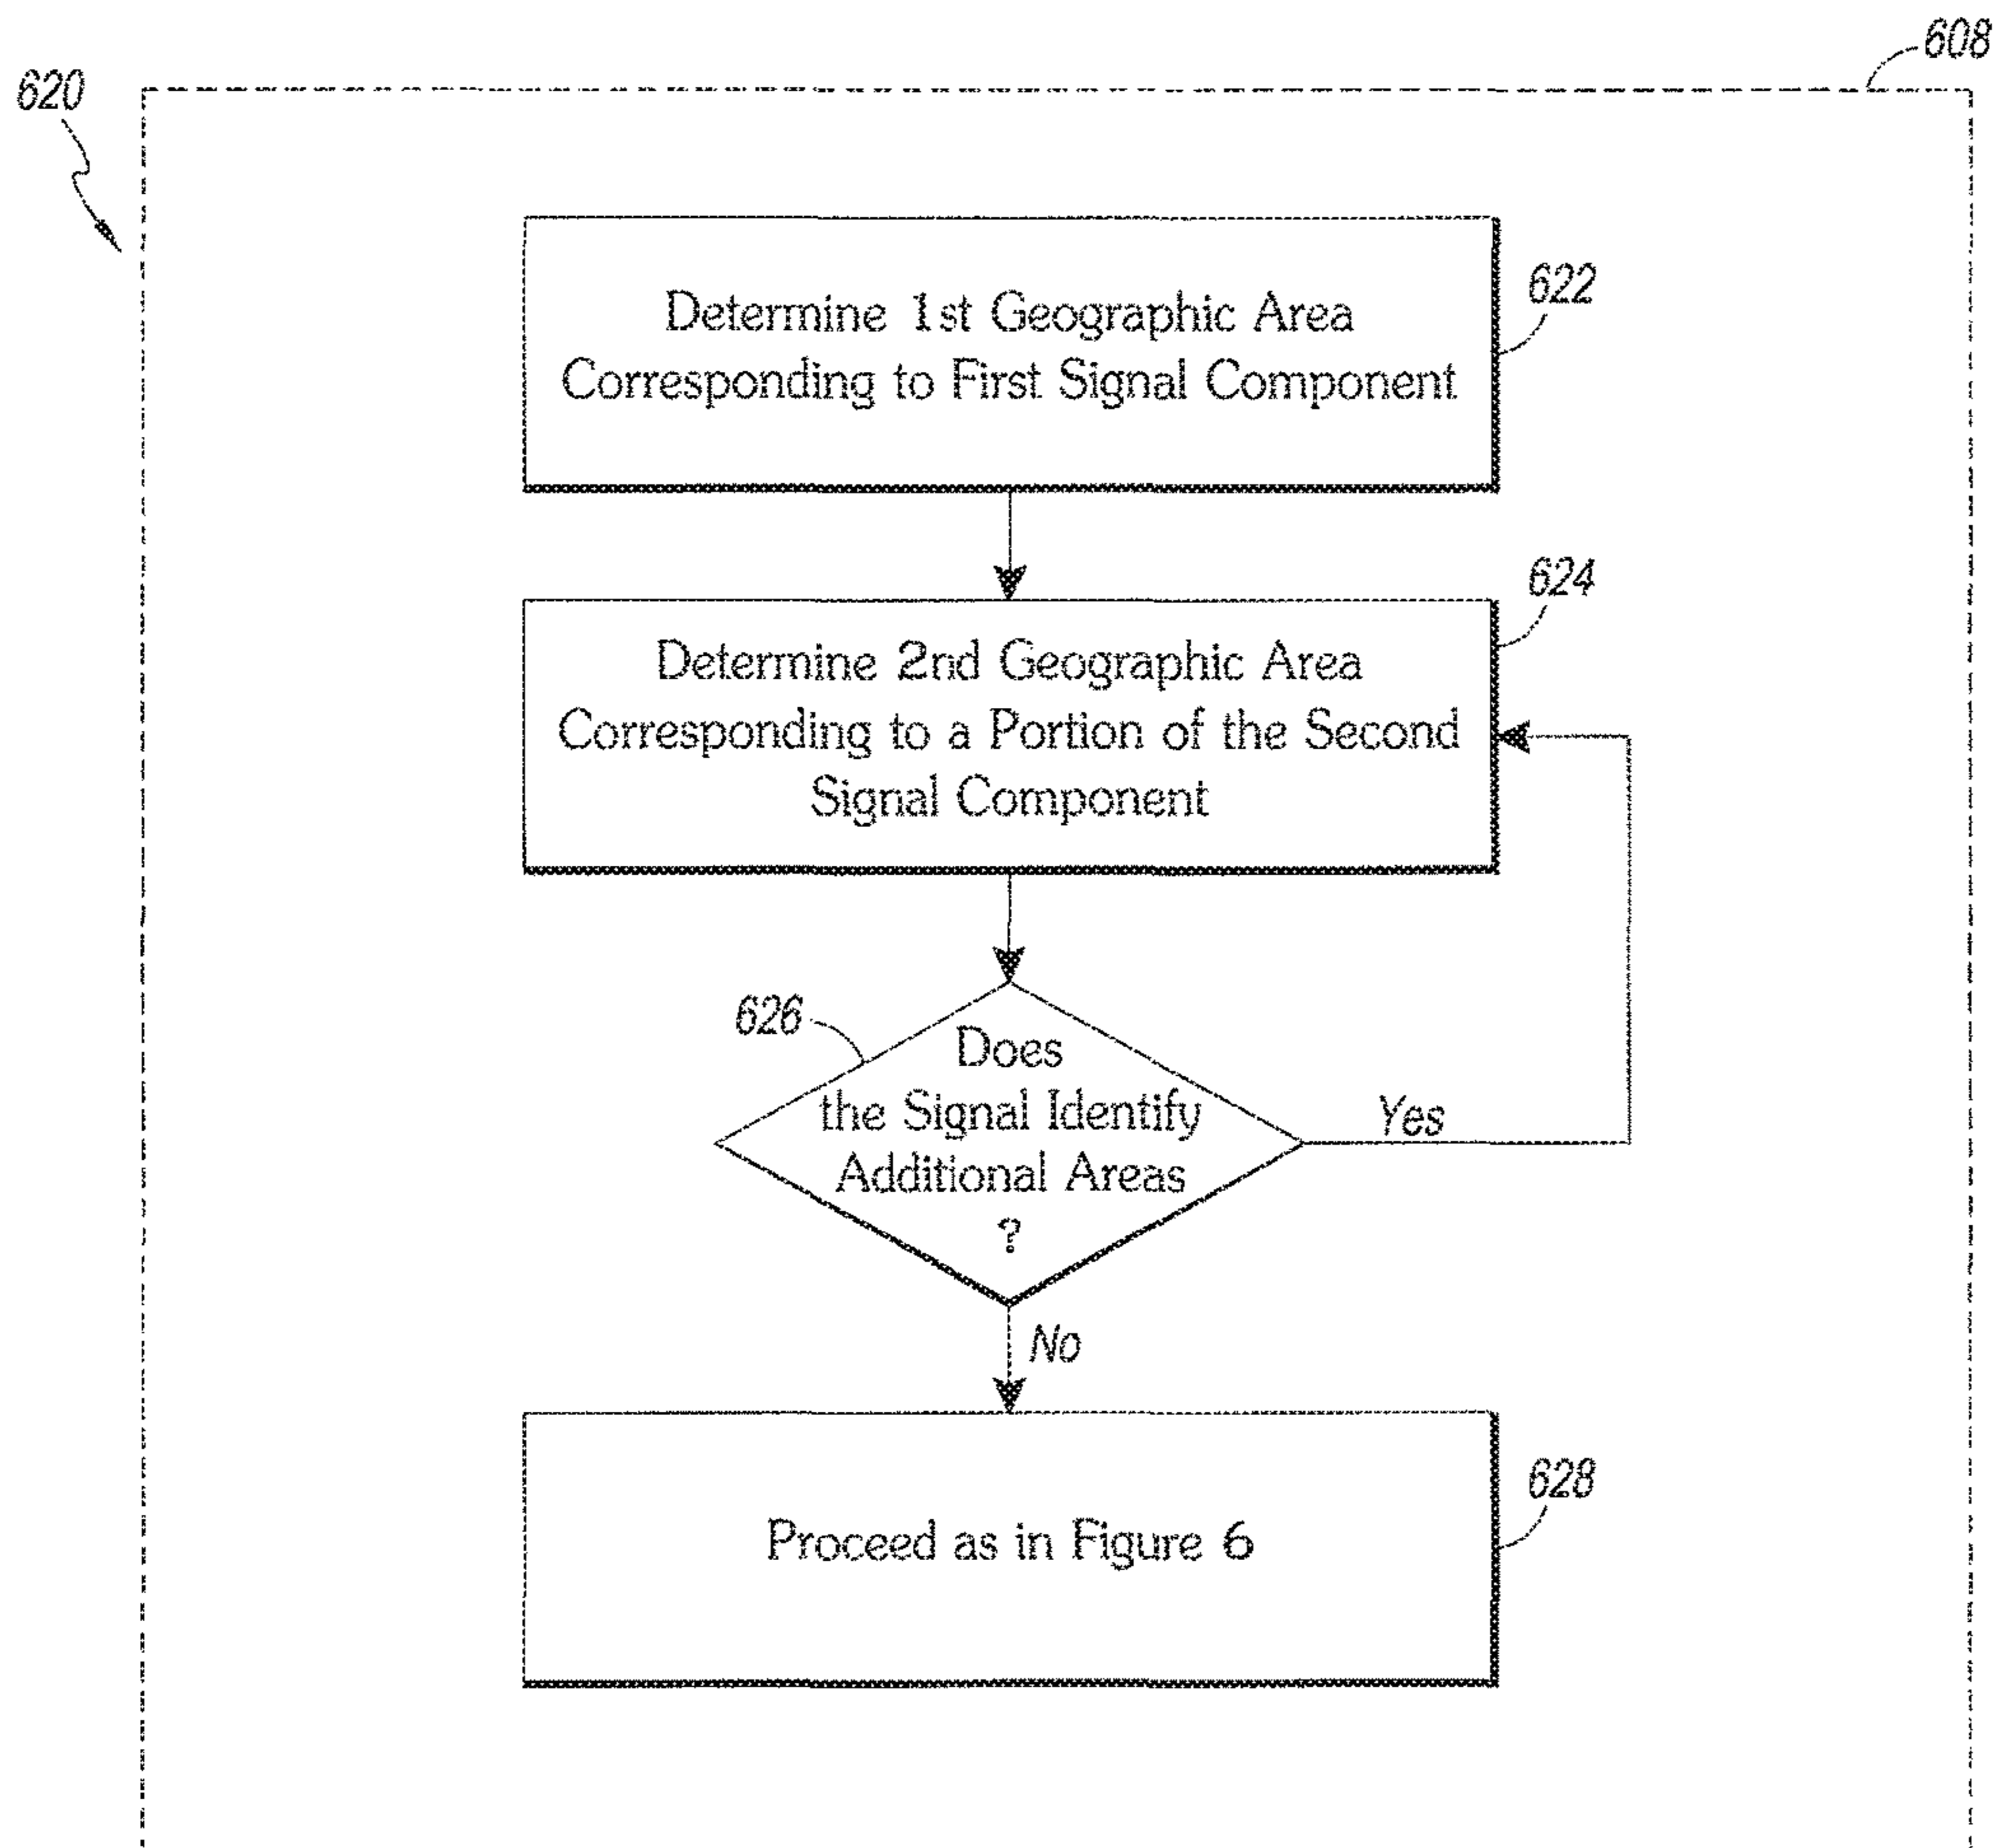 608
620
Determine 1st Geographic Area
Corresponding to First Signal Component
622
624
Determine 2nd Geographic Area
Corresponding to a Portion of the Second
Signal Component
626
Does
the Signal Identify
Additional Areas
?
Yes
No
Proceed as in Figure 6
628